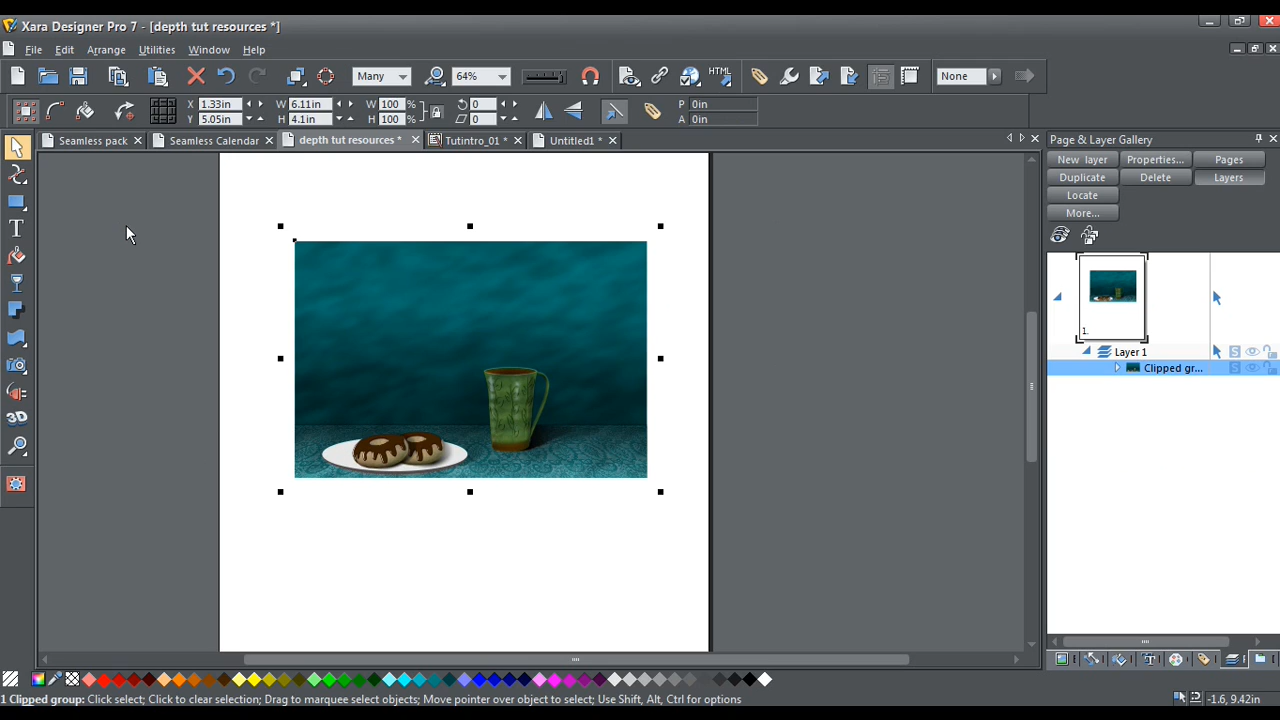 Xara Designer Pro 7 - [depth tut resources *]
File Edit Arrange Utilities Window Help
Many 64% HTML None
X 1.33in W 6.11in W 100 % 0 P 0in
Y 5.05in H 4.1in H 100 % 0 A 0in
Seamless pack Seamless Calendar depth tut resources * Tutintro_01 * Untitled1 *
Page & Layer Gallery
New layer Properties... Pages
Duplicate Delete Layers
Locate
More...
1.
Layer 1
S
Clipped gr...
S
T
3D
1 Clipped group: Click select; Click to clear selection; Drag to marquee select objects; Move pointer over object to select; Use Shift, Alt, Ctrl for options
-1.6, 9.42in